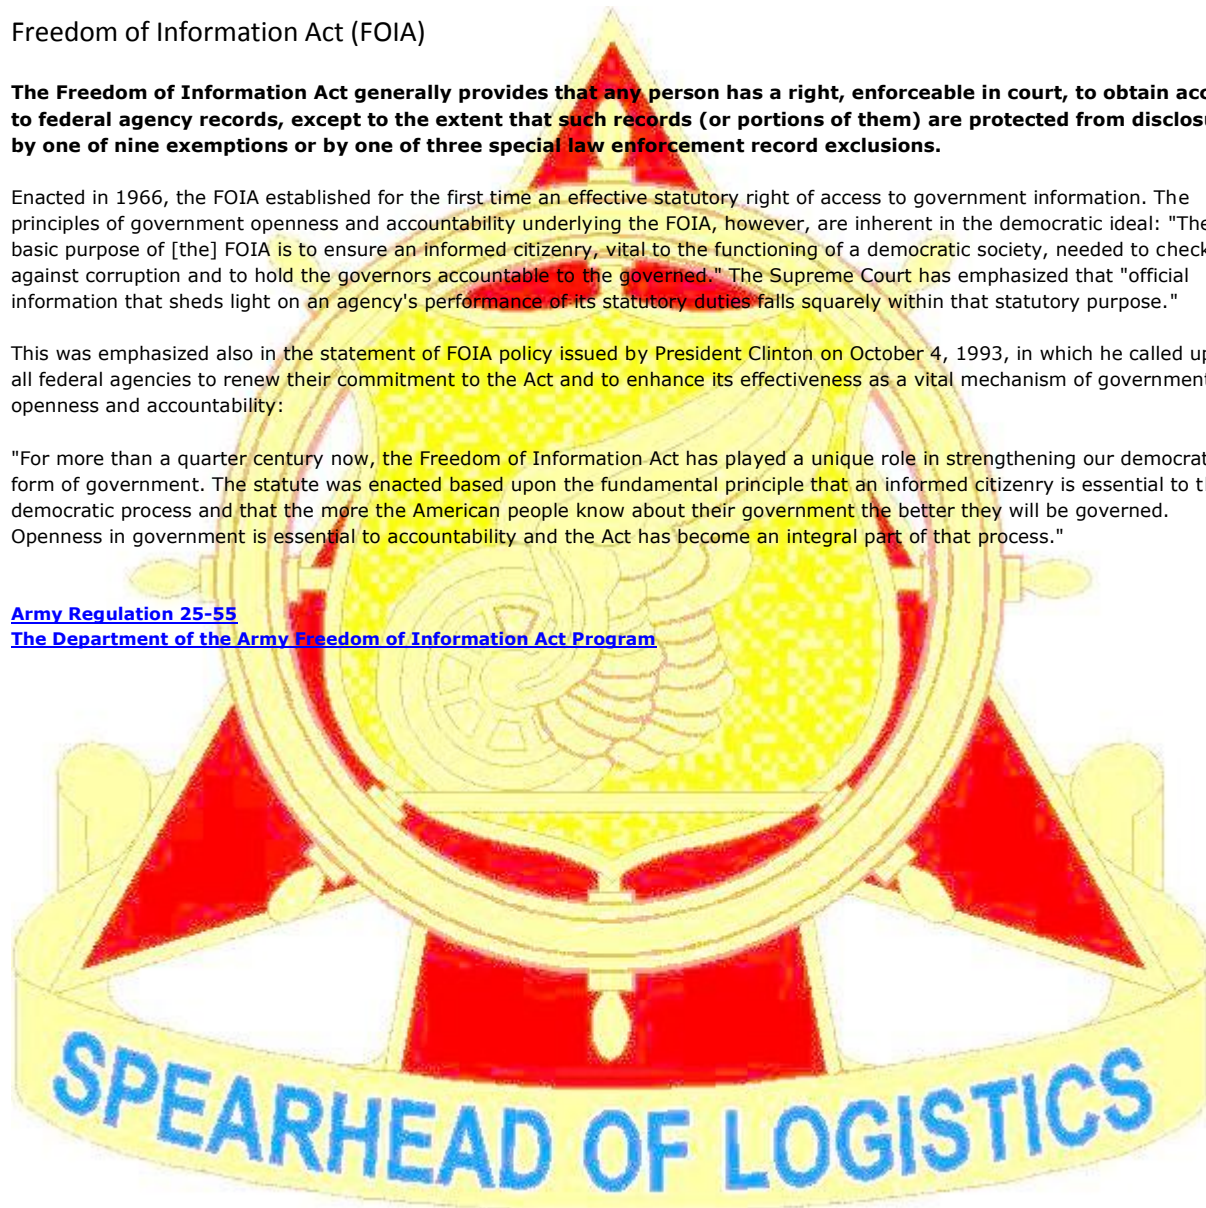 Freedom of Information Act (FOIA)
The Freedom of Information Act generally provides that any person has a right, enforceable in court, to obtain
to federal agency records, except to the extent that such records (or portions of them) are protected from
by one of nine exemptions or by one of three special law enforcement record exclusions.
Enacted in 1966, the FOIA established for the first time an effective statutory right of access to government information. The
principles of government openness and accountability underlying the FOIA, however, are inherent in the democratic ideal: "The
basic purpose of [the] FOIA is to ensure an informed citizenry, vital to the functioning of a democratic society, needed to check
against corruption and to hold the governors accountable to the governed." The Supreme Court has emphasized that "official
information that sheds light on an agency's performance of its statutory duties falls squarely within that statutory purpose."
This was emphasized also in the statement of FOIA policy issued by President Clinton on October 4, 1993, in which he called
all federal agencies to renew their commitment to the Act and to enhance its effectiveness as a vital mechanism of government
openness and accountability:
"For more than a quarter century now, the Freedom of Information Act has played a unique role in strengthening our
form of government. The statute was enacted based upon the fundamental principle that an informed citizenry is essential to
democratic process and that the more the American people know about their government the better they will be governed.
Openness in government is essential to accountability and the Act has become an integral part of that process."
Army Regulation 25-55
The Department of the Army Freedom of Information Act Program
SPEARHEAD OF LOGISTICS